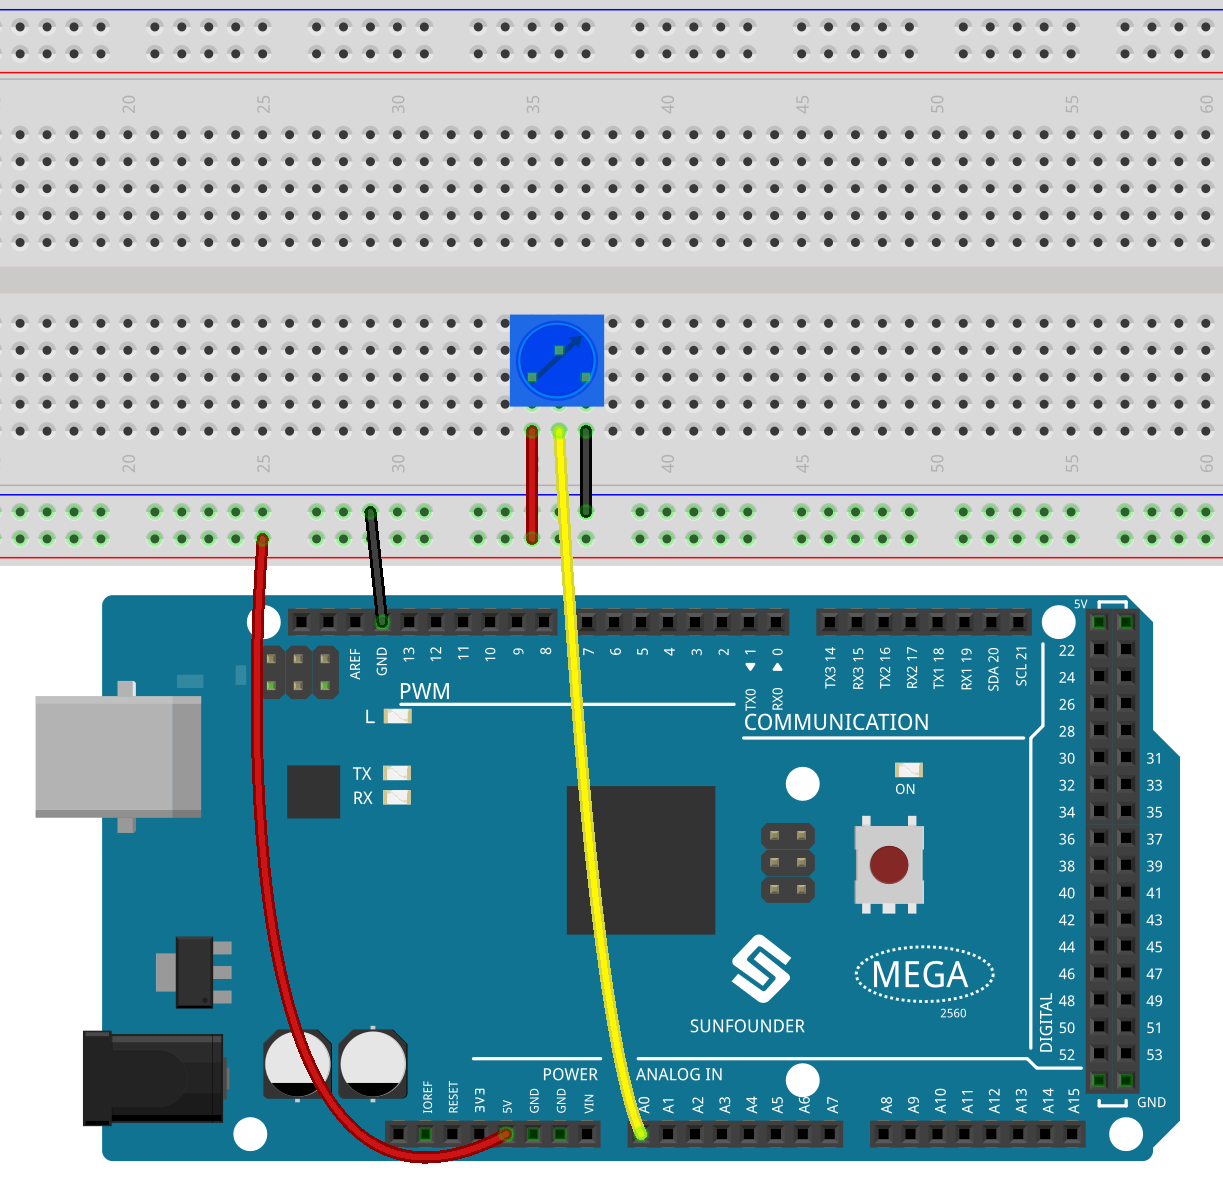 20 25 30 35 40 45 50 55 60
20 25 30 35 40 45 50 55 60
5V
AREF GND 13 12 11 10 9 8 7 6 5 4 3 2 TX0 ◀ 1 RX0 ▶ 0 TX3 14 RX3 15 TX2 16 RX2 17 TX1 18 RX1 19 SDA 20 SCL 21
22
24
26
28
30 31
32 33
34 35
36 37
38 39
40 41
42 43
44 45
46 47
48 49
50 51
52 53
PWM
L
COMMUNICATION
TX
RX
ON
MEGA
2560
SUNFOUNDER
DIGITAL
POWER
ANALOG IN
IOREF RESET 3V3 5V GND GND VIN A0 A1 A2 A3 A4 A5 A6 A7 A8 A9 A10 A11 A12 A13 A14 A15
GND